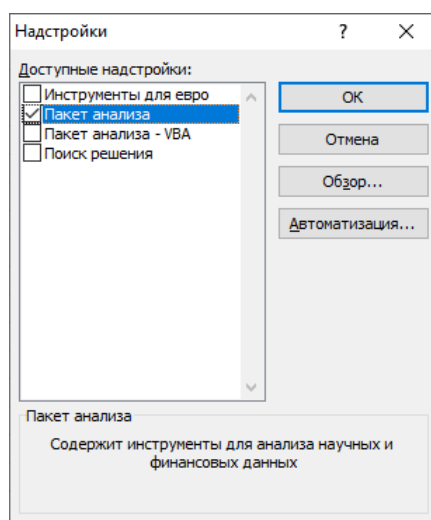 Надстройки ? ×
Доступные надстройки:
Инструменты для евро
Пакет анализа
Пакет анализа - VBA
Поиск решения
ОК
Отмена
Обзор...
Автоматизация...
Пакет анализа
Содержит инструменты для анализа научных и
финансовых данных